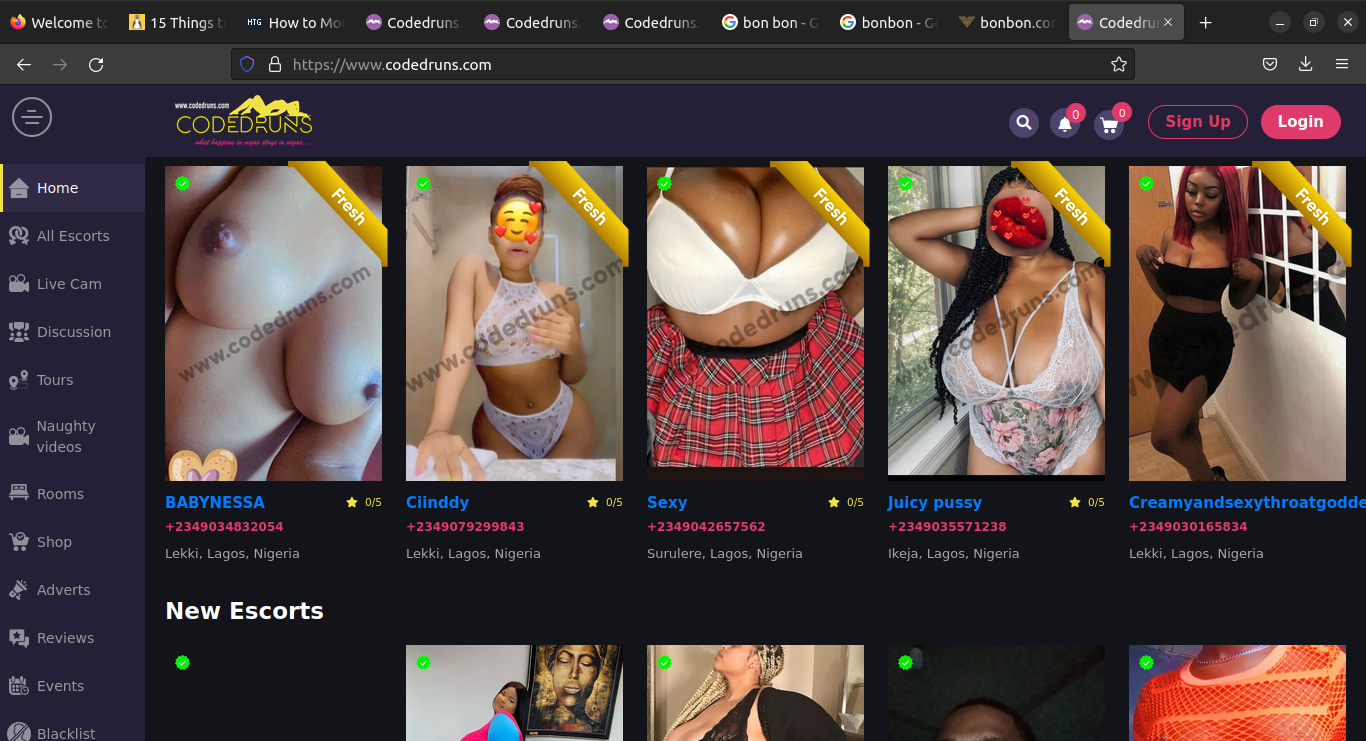 Welcome to
15 Things t
HTG How to Mo
Codedruns.
Codedruns.
Codedruns.
bon bon - G
bonbon - Go
bonbon.co
Codedru
https://www.codedruns.com
www.codedruns.com
CODEDRUNS
what happens in vegas stays in vegas...
0
0
Sign Up
Login
Home
All Escorts
Live Cam
Discussion
Tours
Naughty
videos
Rooms
Shop
Adverts
Reviews
Events
Blacklist
Fresh
Fresh
Fresh
Fresh
Fresh
www.codedruns.com
www.codedruns.com
codedruns.com
www.codedruns.com
BABYNESSA 0/5
+2349034832054
Lekki, Lagos, Nigeria
Ciinddy 0/5
+2349079299843
Lekki, Lagos, Nigeria
Sexy 0/5
+2349042657562
Surulere, Lagos, Nigeria
Juicy pussy 0/5
+2349035571238
Ikeja, Lagos, Nigeria
Creamyandsexythroatgodde
+2349030165834
Lekki, Lagos, Nigeria
New Escorts